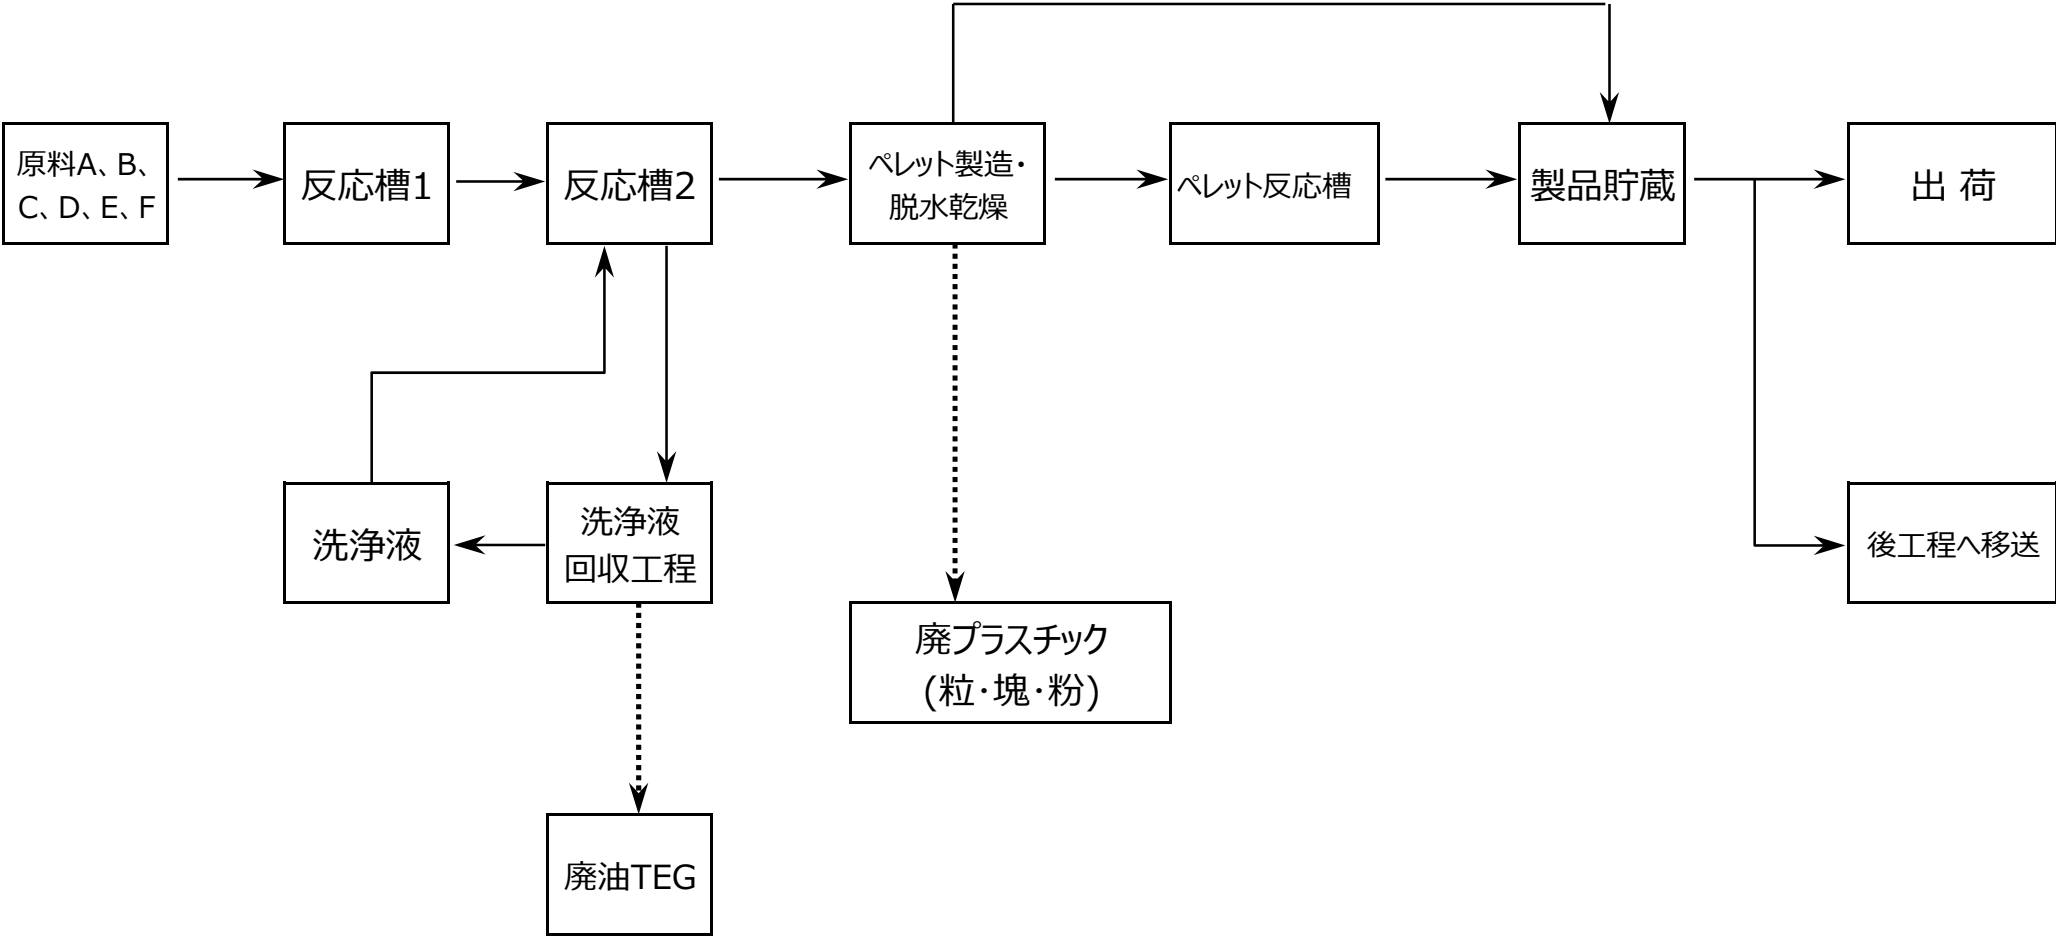 原料A、B、
C、D、E、F
反応槽1
反応槽2
ペレット製造・
脱水乾燥
ペレット反応槽
製品貯蔵
出 荷
洗浄液
洗浄液
回収工程
後工程へ移送
廃プラスチック
(粒・塊・粉)
廃油TEG